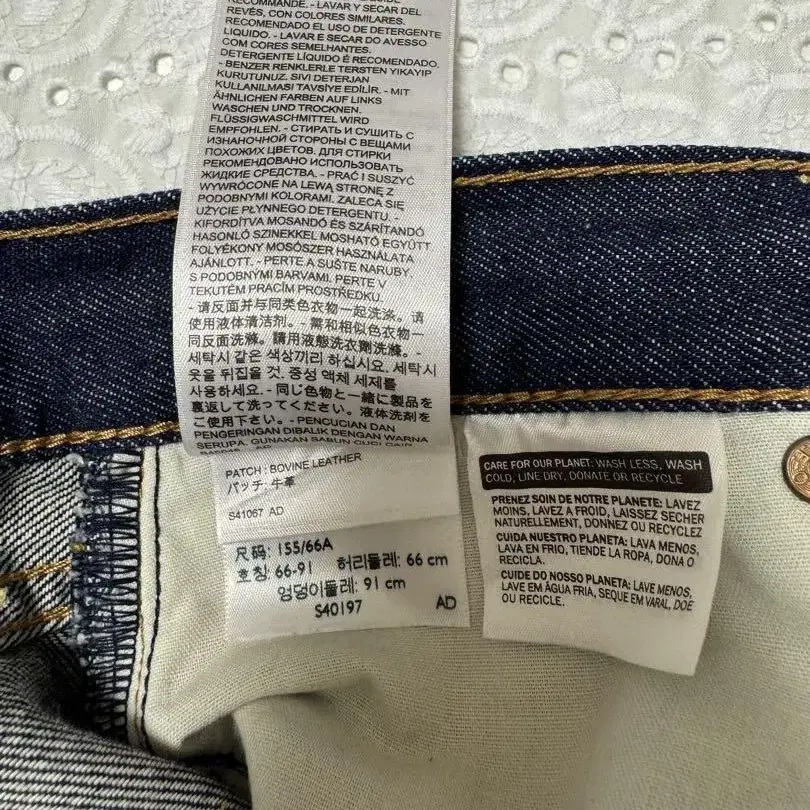 RECOMMANDÉ. - LAVAR Y SECAR DEL
REVÉS, CON COLORES SIMILARES.
RECOMENDADO EL USO DE DETERGENTE
LÍQUIDO. - LAVAR E SECAR DO AVESSO
COM CORES SEMELHANTES.
DETERGENTE LÍQUIDO É RECOMENDADO.
- BENZER RENKLERLE TERSTEN YIKAYIP
KURUTUNUZ. SIVI DETERJAN
KULLANILMASI TAVSİYE EDİLİR. - MIT
ÄHNLICHEN FARBEN AUF LINKS
WASCHEN UND TROCKNEN.
FLÜSSIGWASCHMITTEL WIRD
EMPFOHLEN. - СТИРАТЬ И СУШИТЬ С
ИЗНАНОЧНОЙ СТОРОНЫ С ВЕЩАМИ
ПОХОЖИХ ЦВЕТОВ. ДЛЯ СТИРКИ
РЕКОМЕНДОВАНО ИСПОЛЬЗОВАТЬ
ЖИДКИЕ СРЕДСТВА. - PRAĆ I SUSZYĆ
WYWRÓCONE NA LEWĄ STRONĘ Z
PODOBNYMI KOLORAMI. ZALECA SIĘ
UŻYCIE PŁYNNEGO DETERGENTU. -
KIFORDÍTVA MOSANDÓ ÉS SZÁRÍTANDÓ
HASONLÓ SZINEKKEL MOSHATÓ EGYÜTT
FOLYÉKONY MOSÓSZER HASZNÁLATA
AJÁNLOTT. - PERTE A SUŠTE NARUBY,
S PODOBNÝMI BARVAMI. PERTE V
TEKUTÉM PRACÍM PROSTŘEDKU.
- 请反面并与同类色衣物一起洗涤。请
使用液体清洁剂。- 需和相似色衣物一
同反面洗滌。請用液態洗衣劑洗滌。-
세탁시 같은 색상끼리 하십시요. 세탁시
옷을 뒤집을 것. 중성 액체 세제를
사용하세요. - 同じ色物と一緒に製品を
裏返して洗ってください。液体洗剤をご
使用下さい。- PENCUCIAN DAN
PENGERINGAN DIBALIK DENGAN WARNA
SERUPA. GUNAKAN SABUN CUCI CAIR
PATCH: BOVINE LEATHER
パッチ: 牛革
S41067 AD
尺码: 155/66A
호칭: 66-91 허리둘레: 66 cm
엉덩이둘레: 91 cm
S40197 AD
CARE FOR OUR PLANET: WASH LESS, WASH
COLD, LINE DRY, DONATE OR RECYCLE
PRENEZ SOIN DE NOTRE PLANETE: LAVEZ
MOINS, LAVEZ A FROID, LAISSEZ SECHER
NATURELLEMENT, DONNEZ OU RECYCLEZ
CUIDA NUESTRO PLANETA: LAVA MENOS,
LAVA EN FRIO, TIENDE LA ROPA, DONA O
RECICLA.
CUIDE DO NOSSO PLANETA: LAVE MENOS,
LAVE EM ÁGUA FRIA, SEQUE EM VARAL, DOE
OU RECICLE.